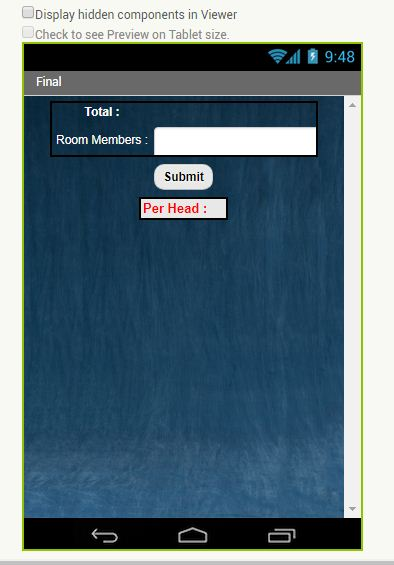 Display hidden components in Viewer
Check to see Preview on Tablet size.
9:48
Final
Total :
Room Members :
Submit
Per Head :